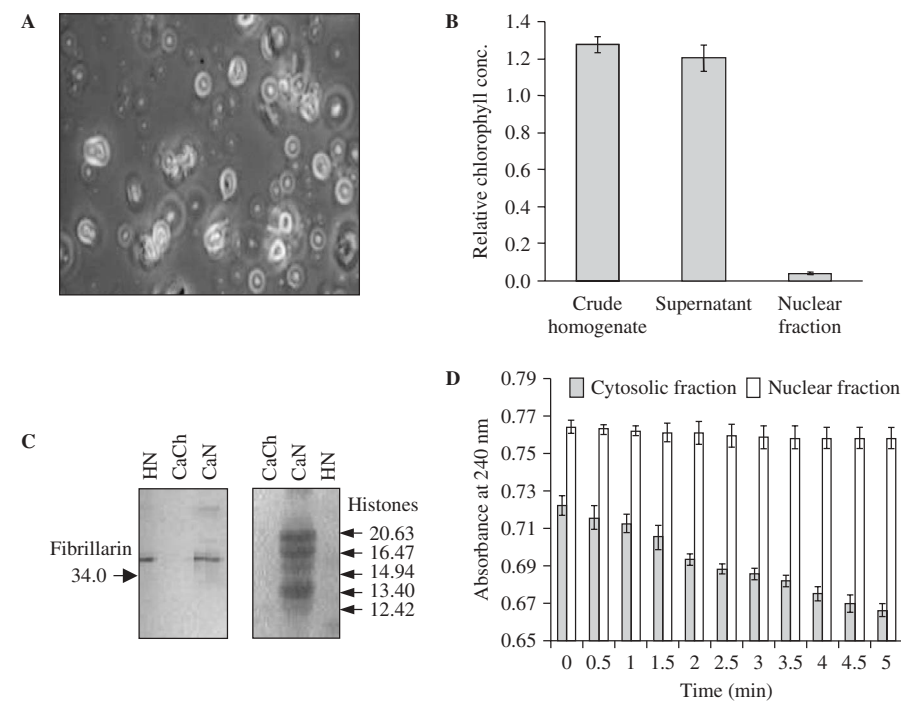 A
B
Relative chlorophyll conc.
1.4
1.2
1.0
0.8
0.6
0.4
0.2
0.0
Crude
homogenate
Supernatant
Nuclear
fraction
C
HN
CaCh
CaN
Fibrillarin
34.0
CaCh
CaN
HN
Histones
20.63
16.47
14.94
13.40
12.42
D
Absorbance at 240 nm
0.79
0.77
0.75
0.73
0.71
0.69
0.67
0.65
Cytosolic fraction
Nuclear fraction
0 0.5 1 1.5 2 2.5 3 3.5 4 4.5 5
Time (min)